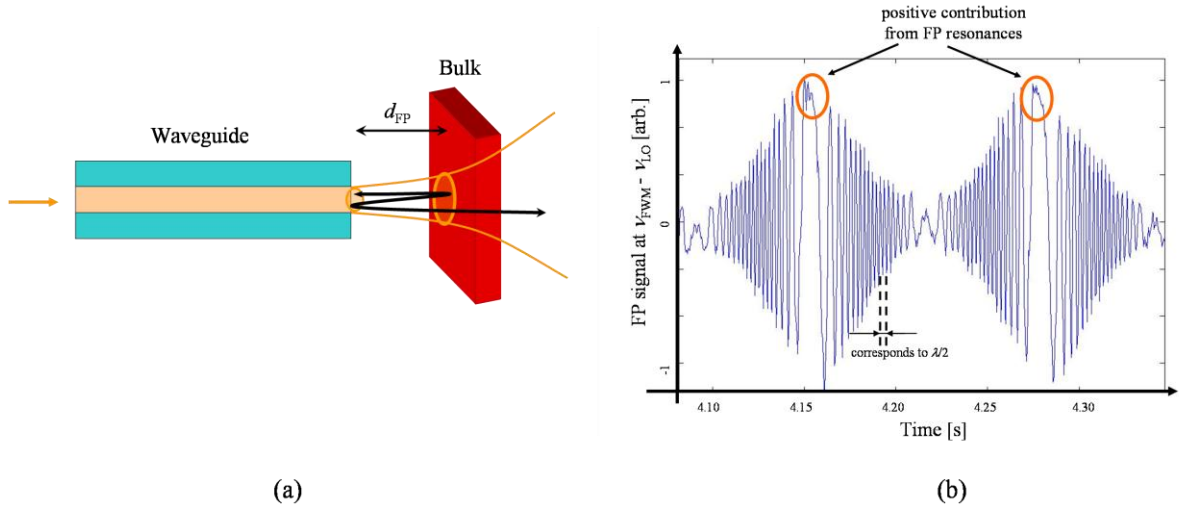 Bulk
d_FP
Waveguide
(a)
positive contribution
from FP resonances
FP signal at ν_FWM - ν_LO [arb.]
1
0
-1
corresponds to λ/2
4.10 4.15 4.20 4.25 4.30
Time [s]
(b)